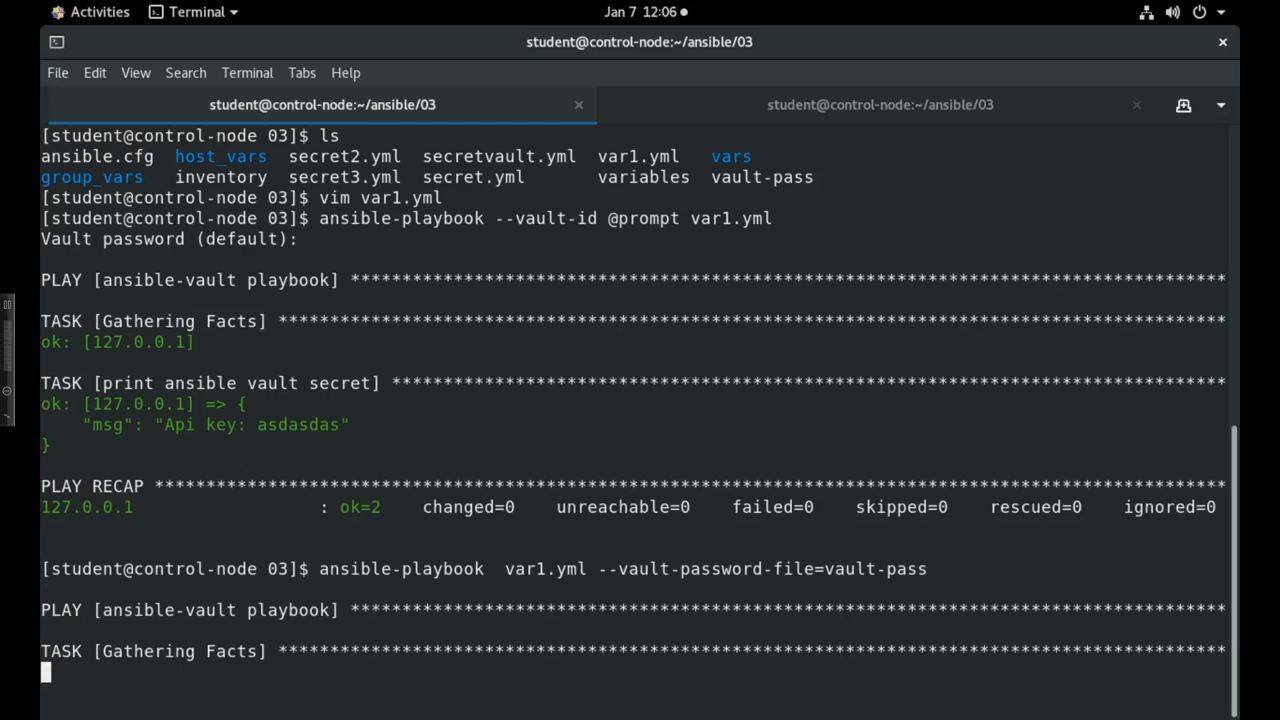 Activities Terminal Jan 7 12:06
student@control-node:~/ansible/03
File Edit View Search Terminal Tabs Help
student@control-node:~/ansible/03 student@control-node:~/ansible/03
[student@control-node 03]$ ls
ansible.cfg host_vars secret2.yml secretvault.yml var1.yml vars
group_vars inventory secret3.yml secret.yml variables vault-pass
[student@control-node 03]$ vim var1.yml
[student@control-node 03]$ ansible-playbook --vault-id @prompt var1.yml
Vault password (default):
PLAY [ansible-vault playbook] *************************************************************************************
TASK [Gathering Facts] ********************************************************************************************
ok: [127.0.0.1]
TASK [print ansible vault secret] *********************************************************************************
ok: [127.0.0.1] => {
"msg": "Api key: asdasdas"
}
PLAY RECAP ********************************************************************************************************
127.0.0.1 : ok=2 changed=0 unreachable=0 failed=0 skipped=0 rescued=0 ignored=0
[student@control-node 03]$ ansible-playbook  var1.yml --vault-password-file=vault-pass
PLAY [ansible-vault playbook] *************************************************************************************
TASK [Gathering Facts] ********************************************************************************************